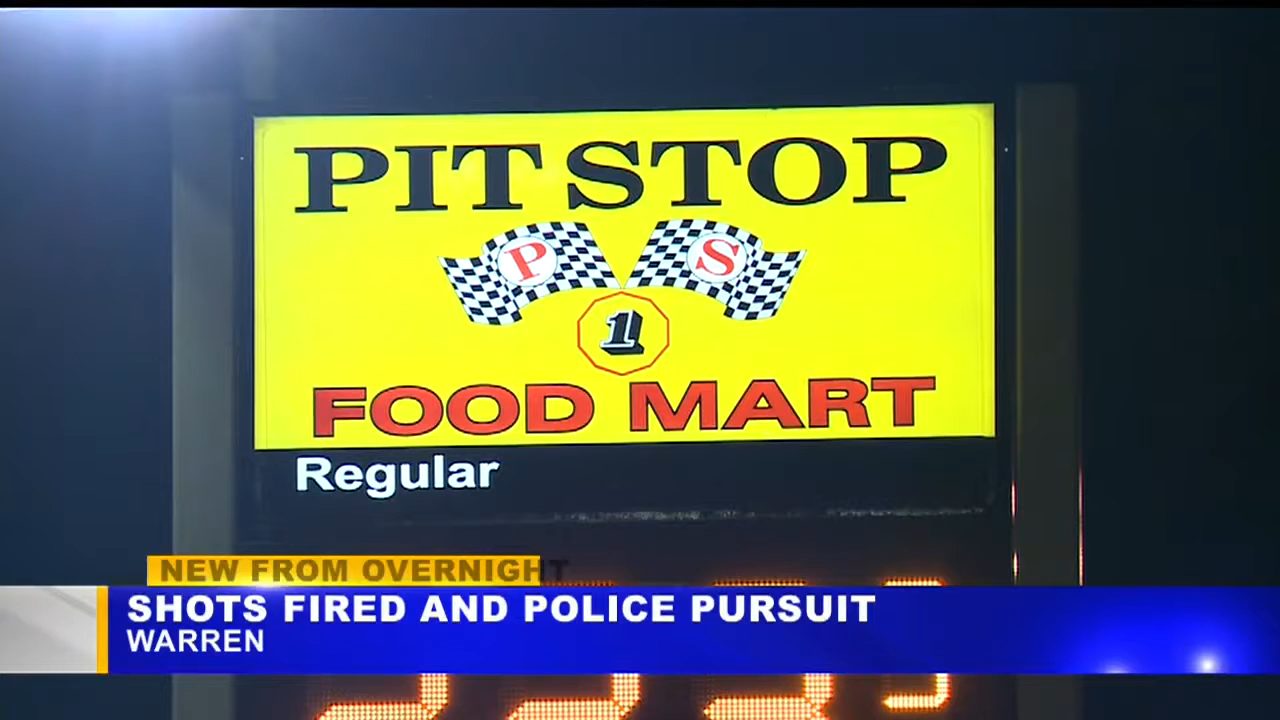 PIT STOP
P S
1
FOOD MART
Regular
NEW FROM OVERNIGHT
SHOTS FIRED AND POLICE PURSUIT
WARREN